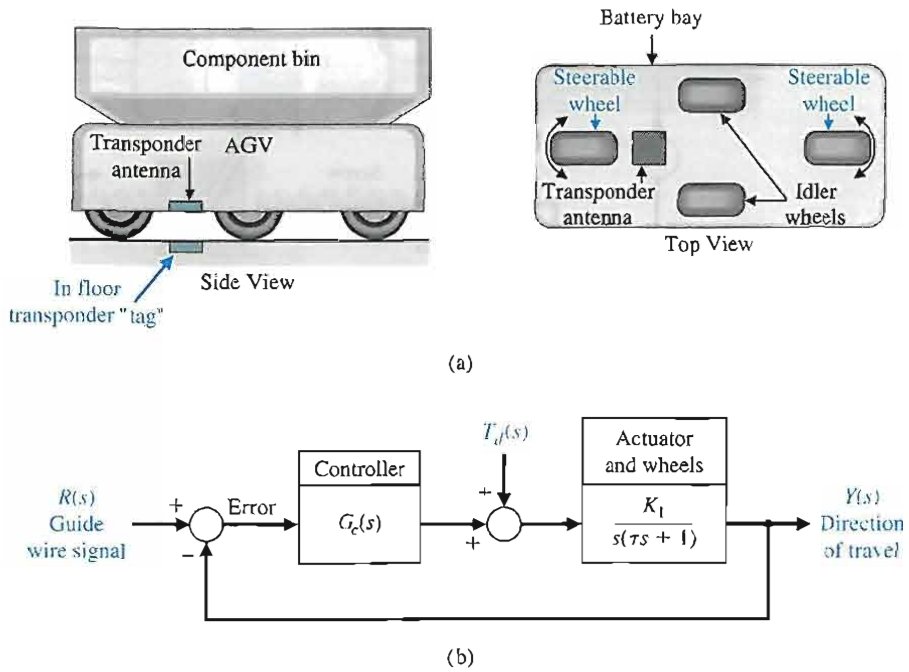 Component bin
Transponder
antenna
AGV
Side View
In floor
transponder "tag"
Battery bay
Steerable
wheel
Steerable
wheel
Transponder
antenna
Idler
wheels
Top View
(a)
R(s)
Guide
wire signal
+
−
Error
Controller
G_c(s)
T_d(s)
+
+
Actuator
and wheels
K_1
s(τs + 1)
Y(s)
Direction
of travel
(b)